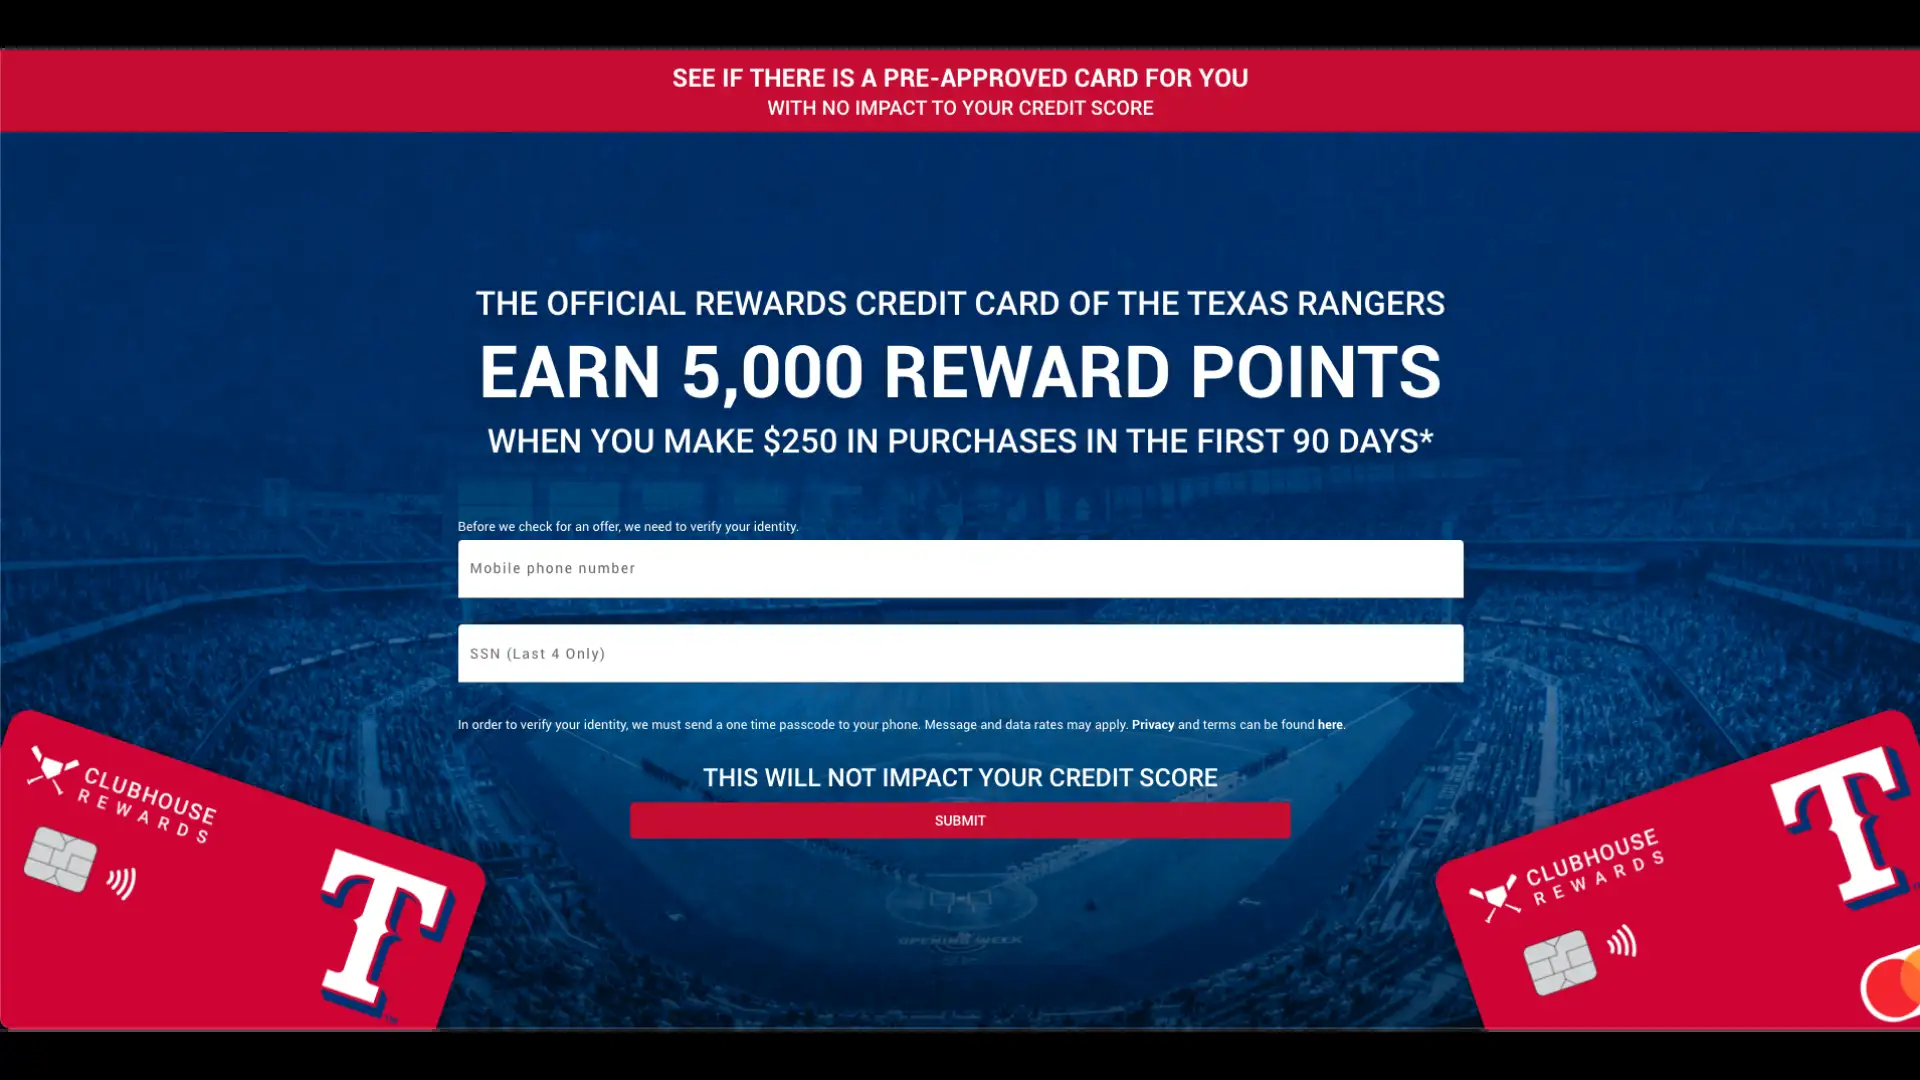 SEE IF THERE IS A PRE-APPROVED CARD FOR YOU
WITH NO IMPACT TO YOUR CREDIT SCORE
THE OFFICIAL REWARDS CREDIT CARD OF THE TEXAS RANGERS
EARN 5,000 REWARD POINTS
WHEN YOU MAKE $250 IN PURCHASES IN THE FIRST 90 DAYS*
Before we check for an offer, we need to verify your identity.
Mobile phone number
SSN (Last 4 Only)
In order to verify your identity, we must send a one time passcode to your phone. Message and data rates may apply. Privacy and terms can be found here.
THIS WILL NOT IMPACT YOUR CREDIT SCORE
SUBMIT
CLUBHOUSE
REWARDS
T
TM
CLUBHOUSE
REWARDS
T
OPENING WEEK